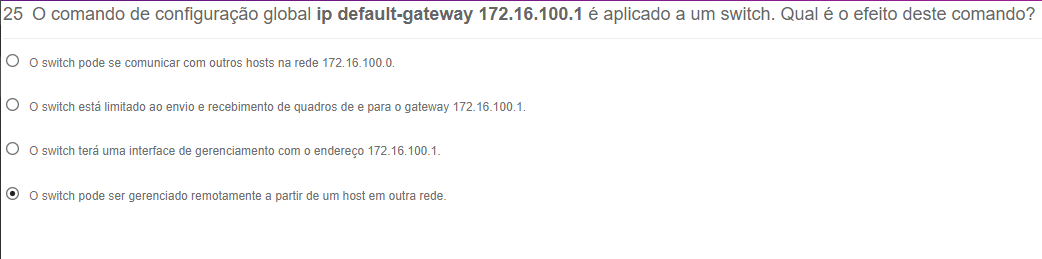 25 O comando de configuração global ip default-gateway 172.16.100.1 é aplicado a um switch. Qual é o efeito deste comando?
O switch pode se comunicar com outros hosts na rede 172.16.100.0.
O switch está limitado ao envio e recebimento de quadros de e para o gateway 172.16.100.1.
O switch terá uma interface de gerenciamento com o endereço 172.16.100.1.
O switch pode ser gerenciado remotamente a partir de um host em outra rede.